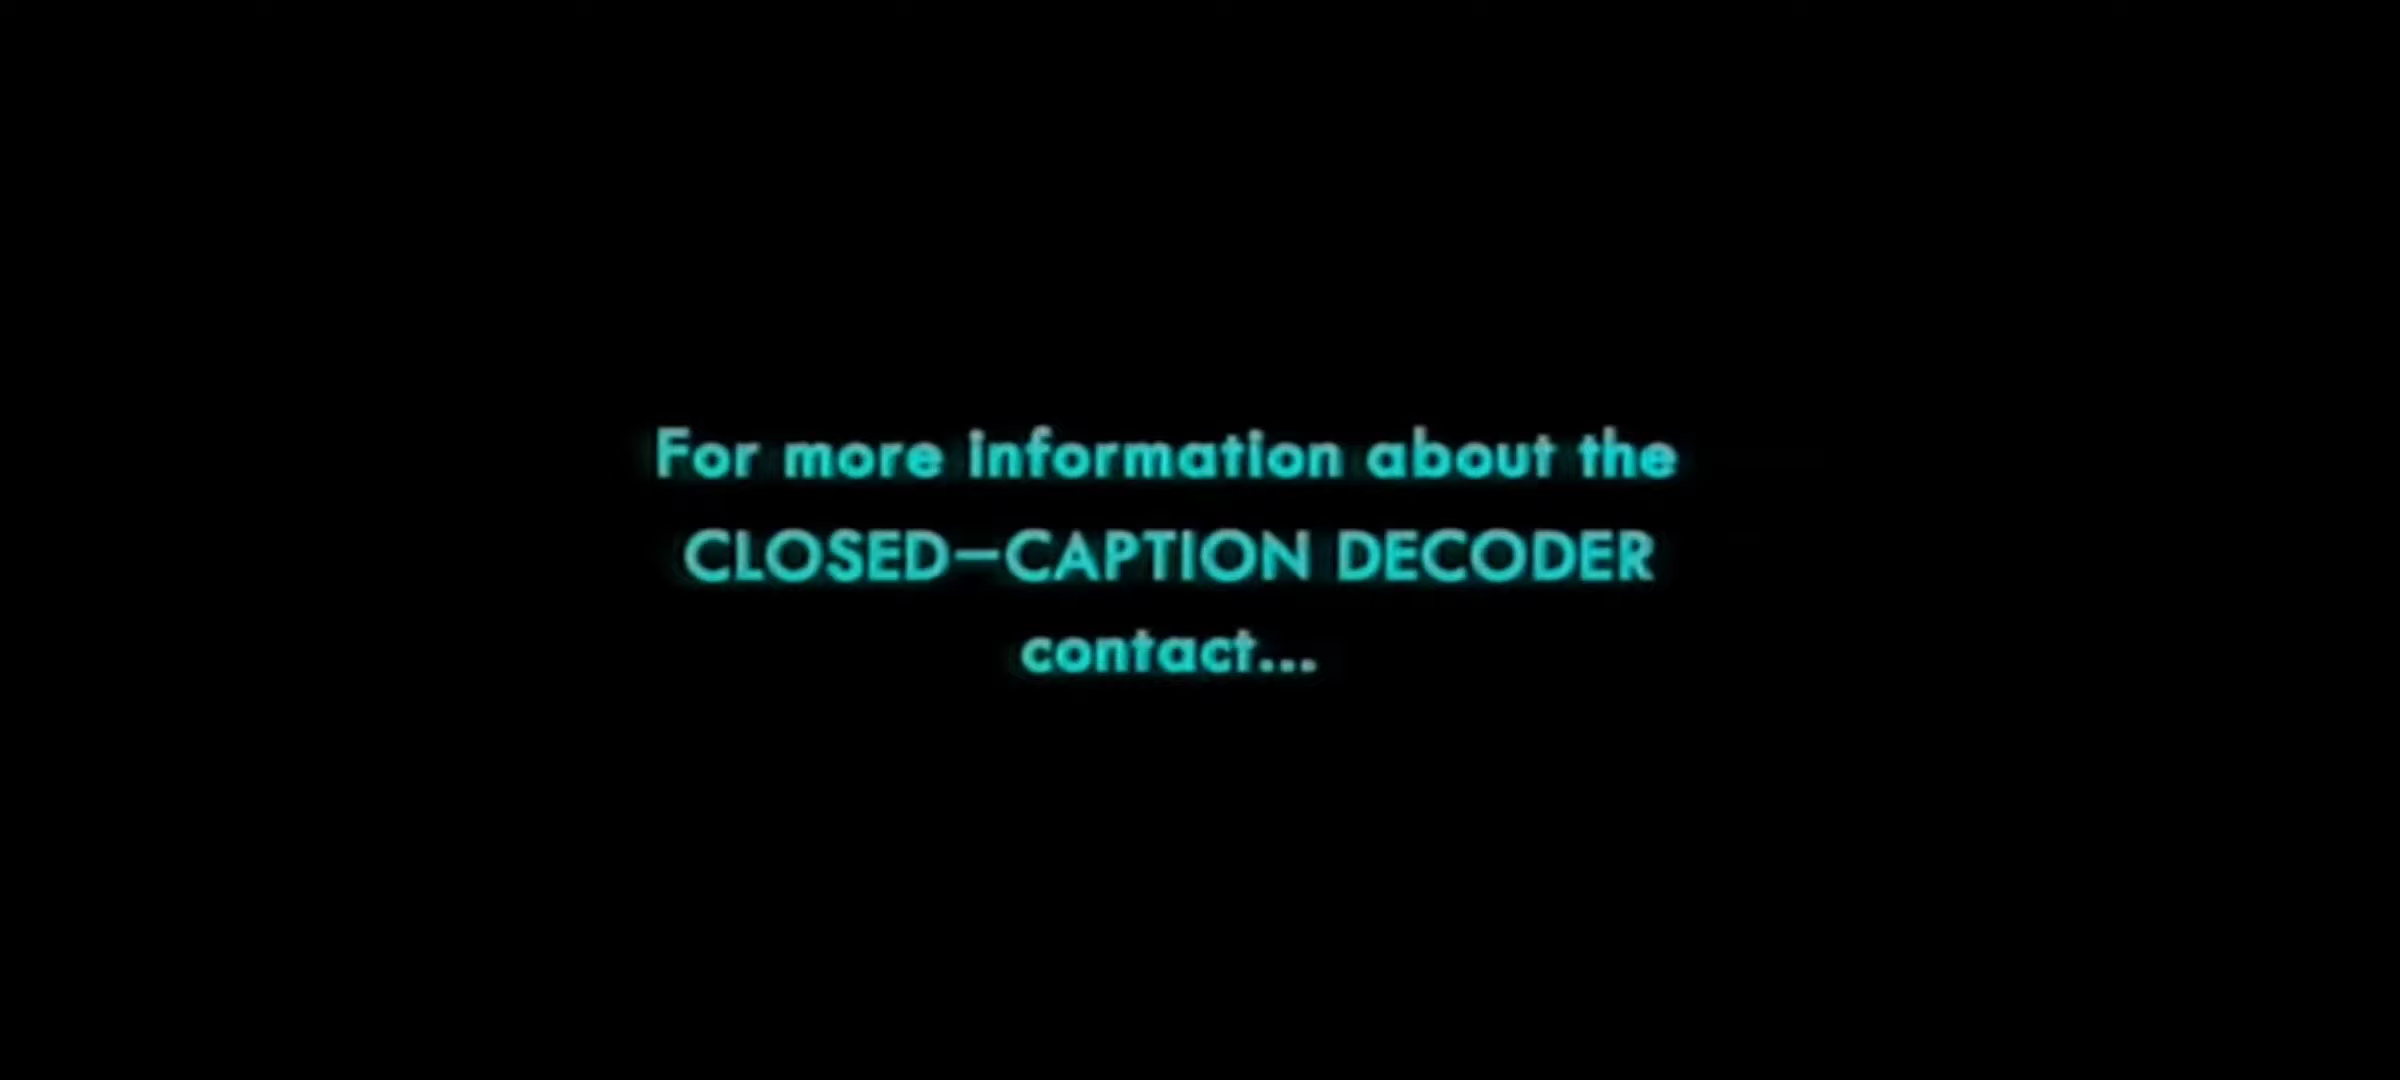 For more information about the
CLOSED—CAPTION DECODER
contact...